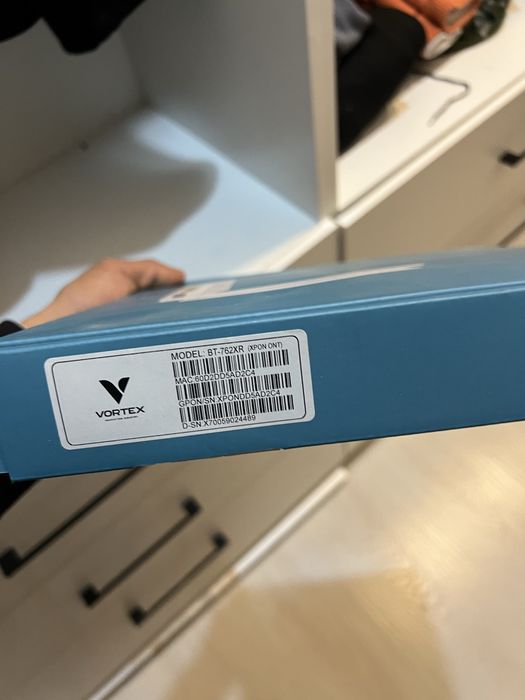 VORTEX
MODEL: BT-762XR (XPON ONT)
MAC:60D2DD5AD2C4
GPON/SN:XPONDD5AD2C4
D-SN:X70059024489